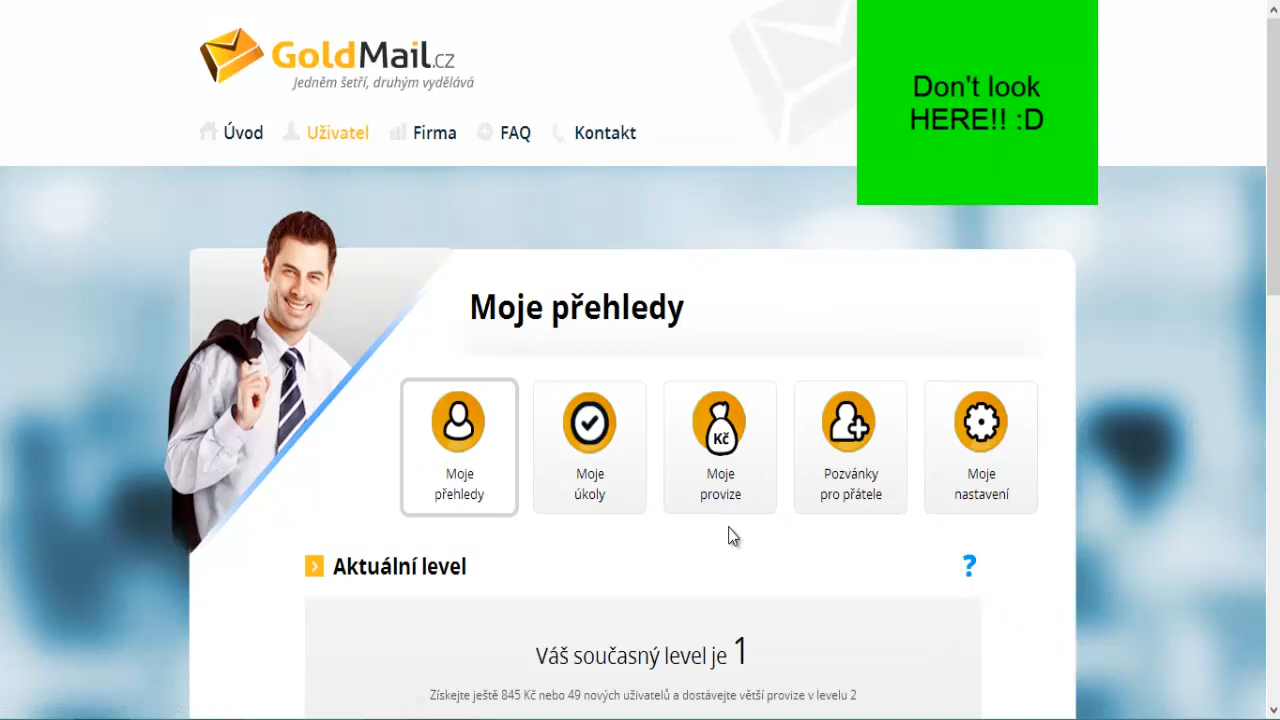 GoldMail.cz
Jedněm šetří, druhým vydělává
Don't look
HERE!! :D
Úvod
Uživatel
Firma
FAQ
Kontakt
Moje přehledy
Moje
přehledy
Moje
úkoly
Kč
Moje
provize
Pozvánky
pro přátele
Moje
nastavení
Aktuální level
?
Váš současný level je 1
Získejte ještě 845 Kč nebo 49 nových uživatelů a dostávejte větší provize v levelu 2